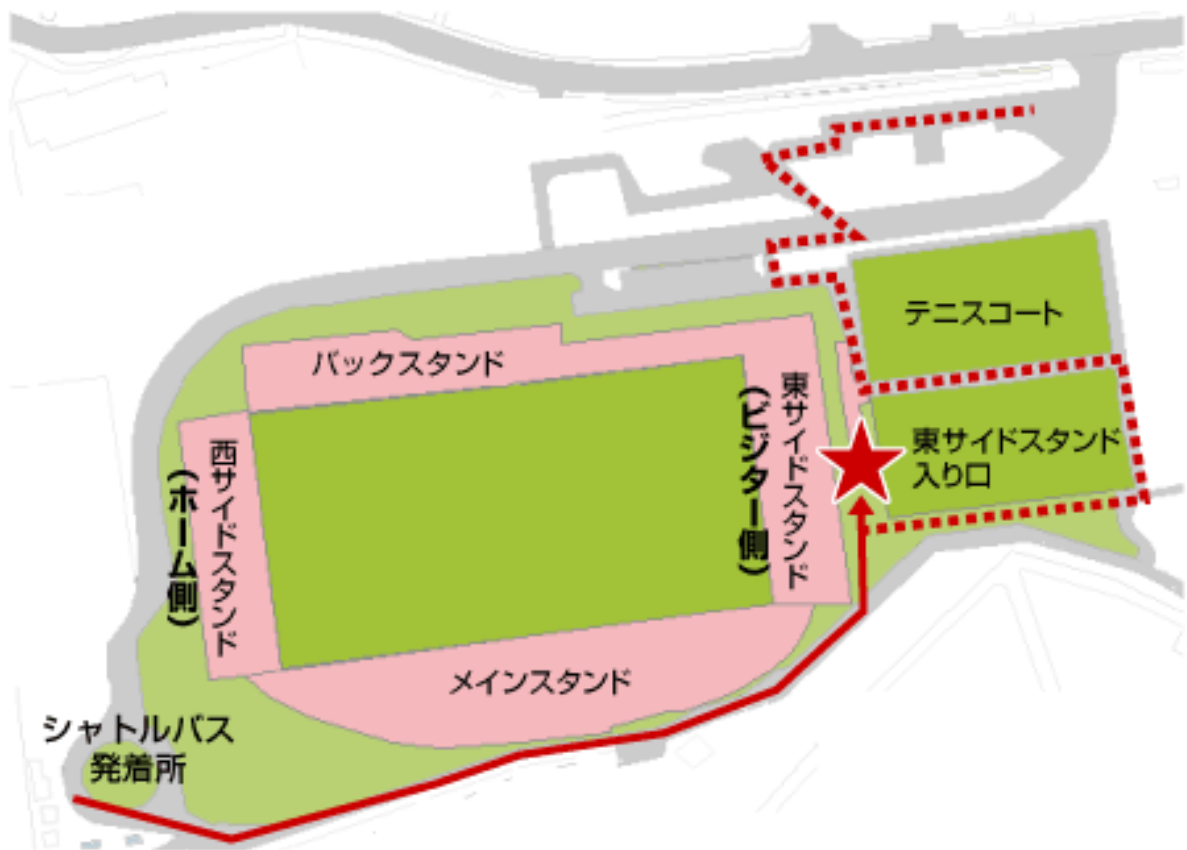 テニスコート
バックスタンド
東サイドスタンド
(ビジター側)
東サイドスタンド
入り口
西サイドスタンド
(ホーム側)
メインスタンド
シャトルバス
発着所